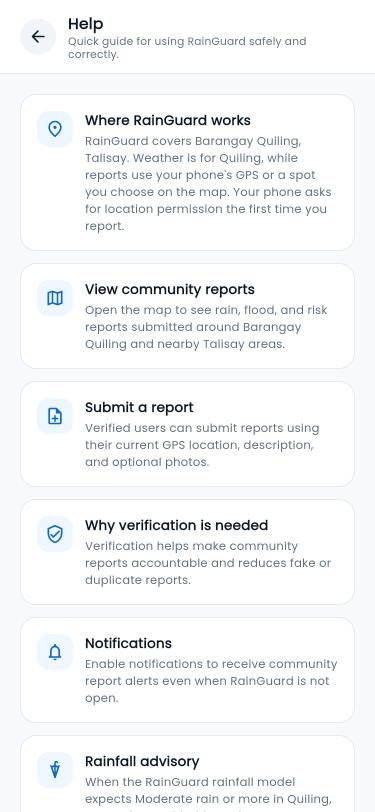 Help
Quick guide for using RainGuard safely and
correctly.
Where RainGuard works
RainGuard covers Barangay Quiling,
Talisay. Weather is for Quiling, while
reports use your phone's GPS or a spot
you choose on the map. Your phone asks
for location permission the first time you
report.
View community reports
Open the map to see rain, flood, and risk
reports submitted around Barangay
Quiling and nearby Talisay areas.
Submit a report
Verified users can submit reports using
their current GPS location, description,
and optional photos.
Why verification is needed
Verification helps make community
reports accountable and reduces fake or
duplicate reports.
Notifications
Enable notifications to receive community
report alerts even when RainGuard is not
open.
Rainfall advisory
When the RainGuard rainfall model
expects Moderate rain or more in Quiling,